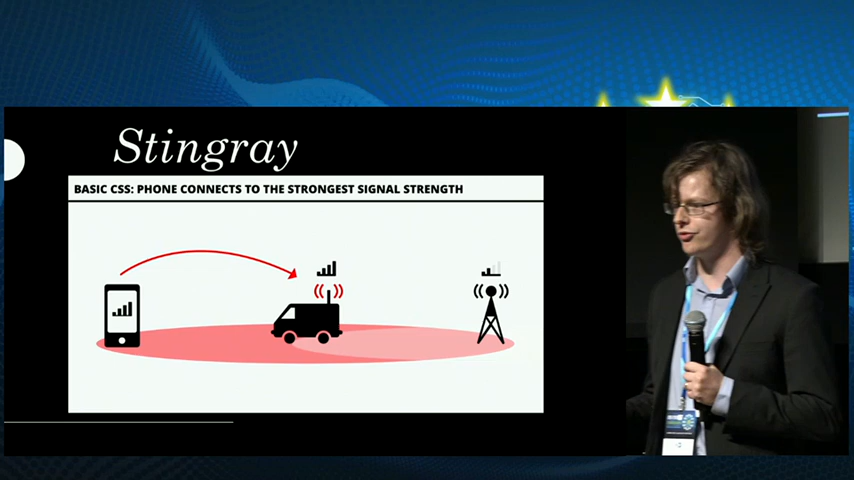 Stingray
BASIC CSS: PHONE CONNECTS TO THE STRONGEST SIGNAL STRENGTH